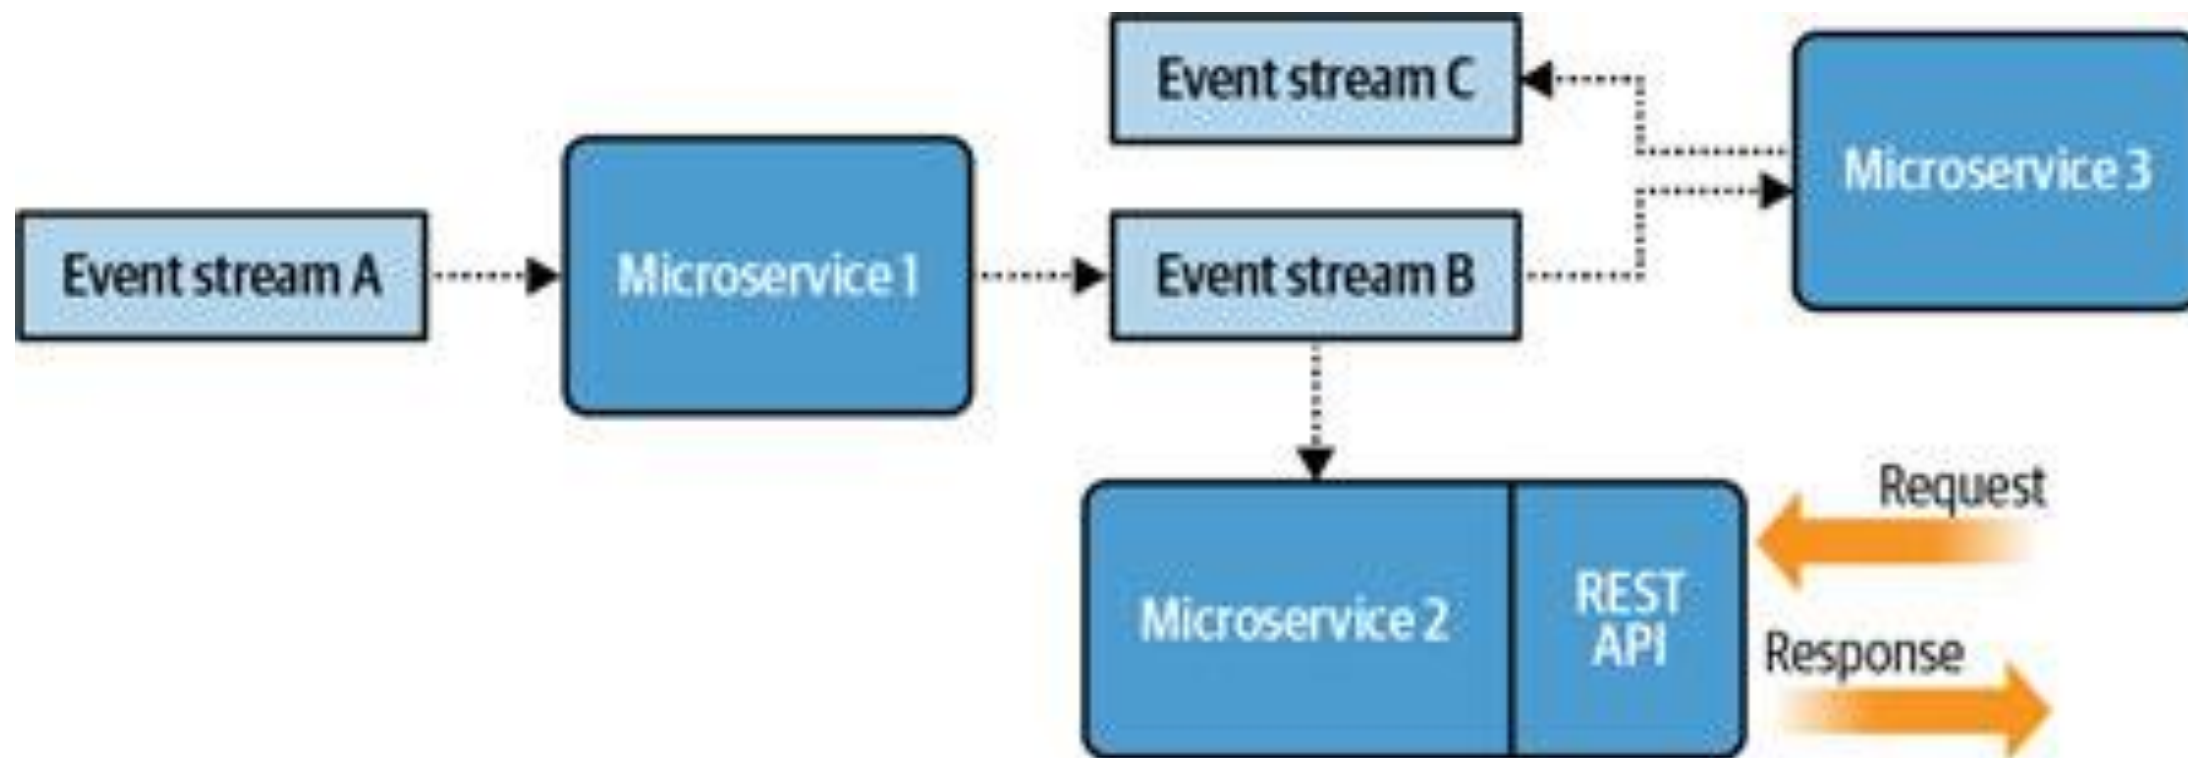 Event stream C
Microservice 3
Event stream A
Microservice 1
Event stream B
Request
Microservice 2
REST
API
Response